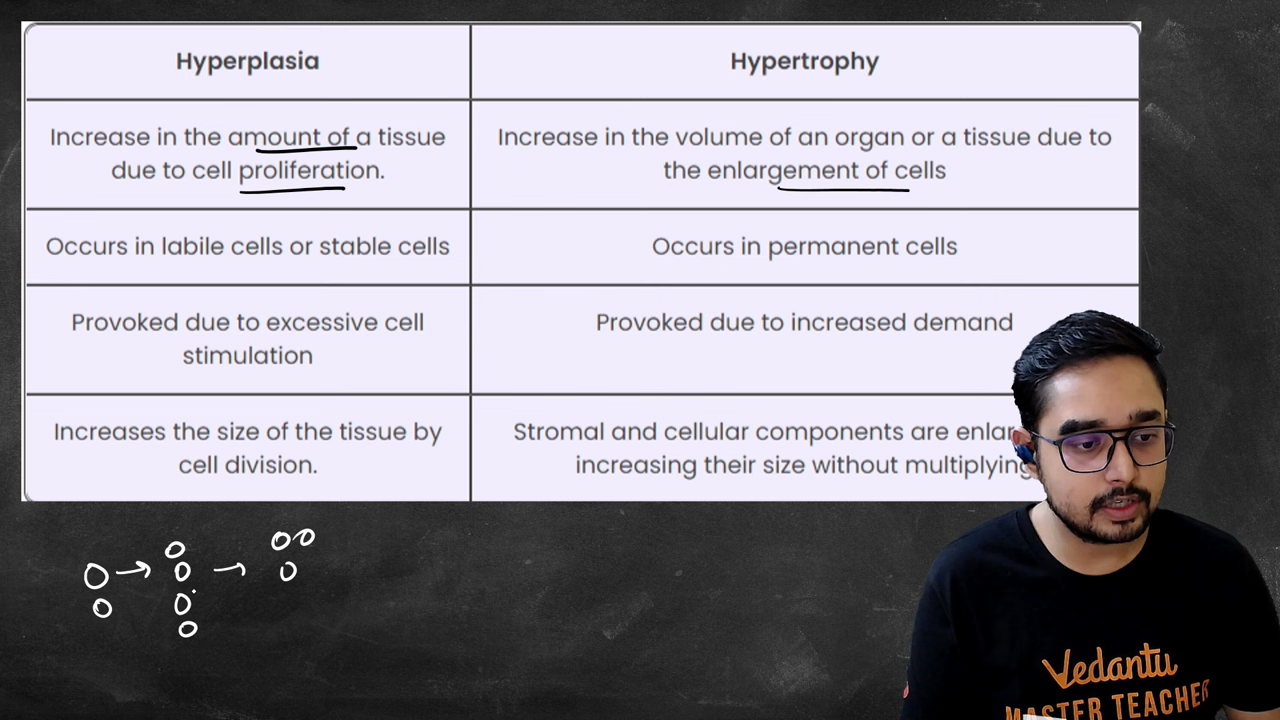 Hyperplasia
Hypertrophy
Increase in the amount of a tissue
due to cell proliferation.
Increase in the volume of an organ or a tissue due to
the enlargement of cells
Occurs in labile cells or stable cells
Occurs in permanent cells
Provoked due to excessive cell
stimulation
Provoked due to increased demand
Increases the size of the tissue by
cell division.
Stromal and cellular components are
increasing their size without multiplying
Vedantu
MASTER TEACHER